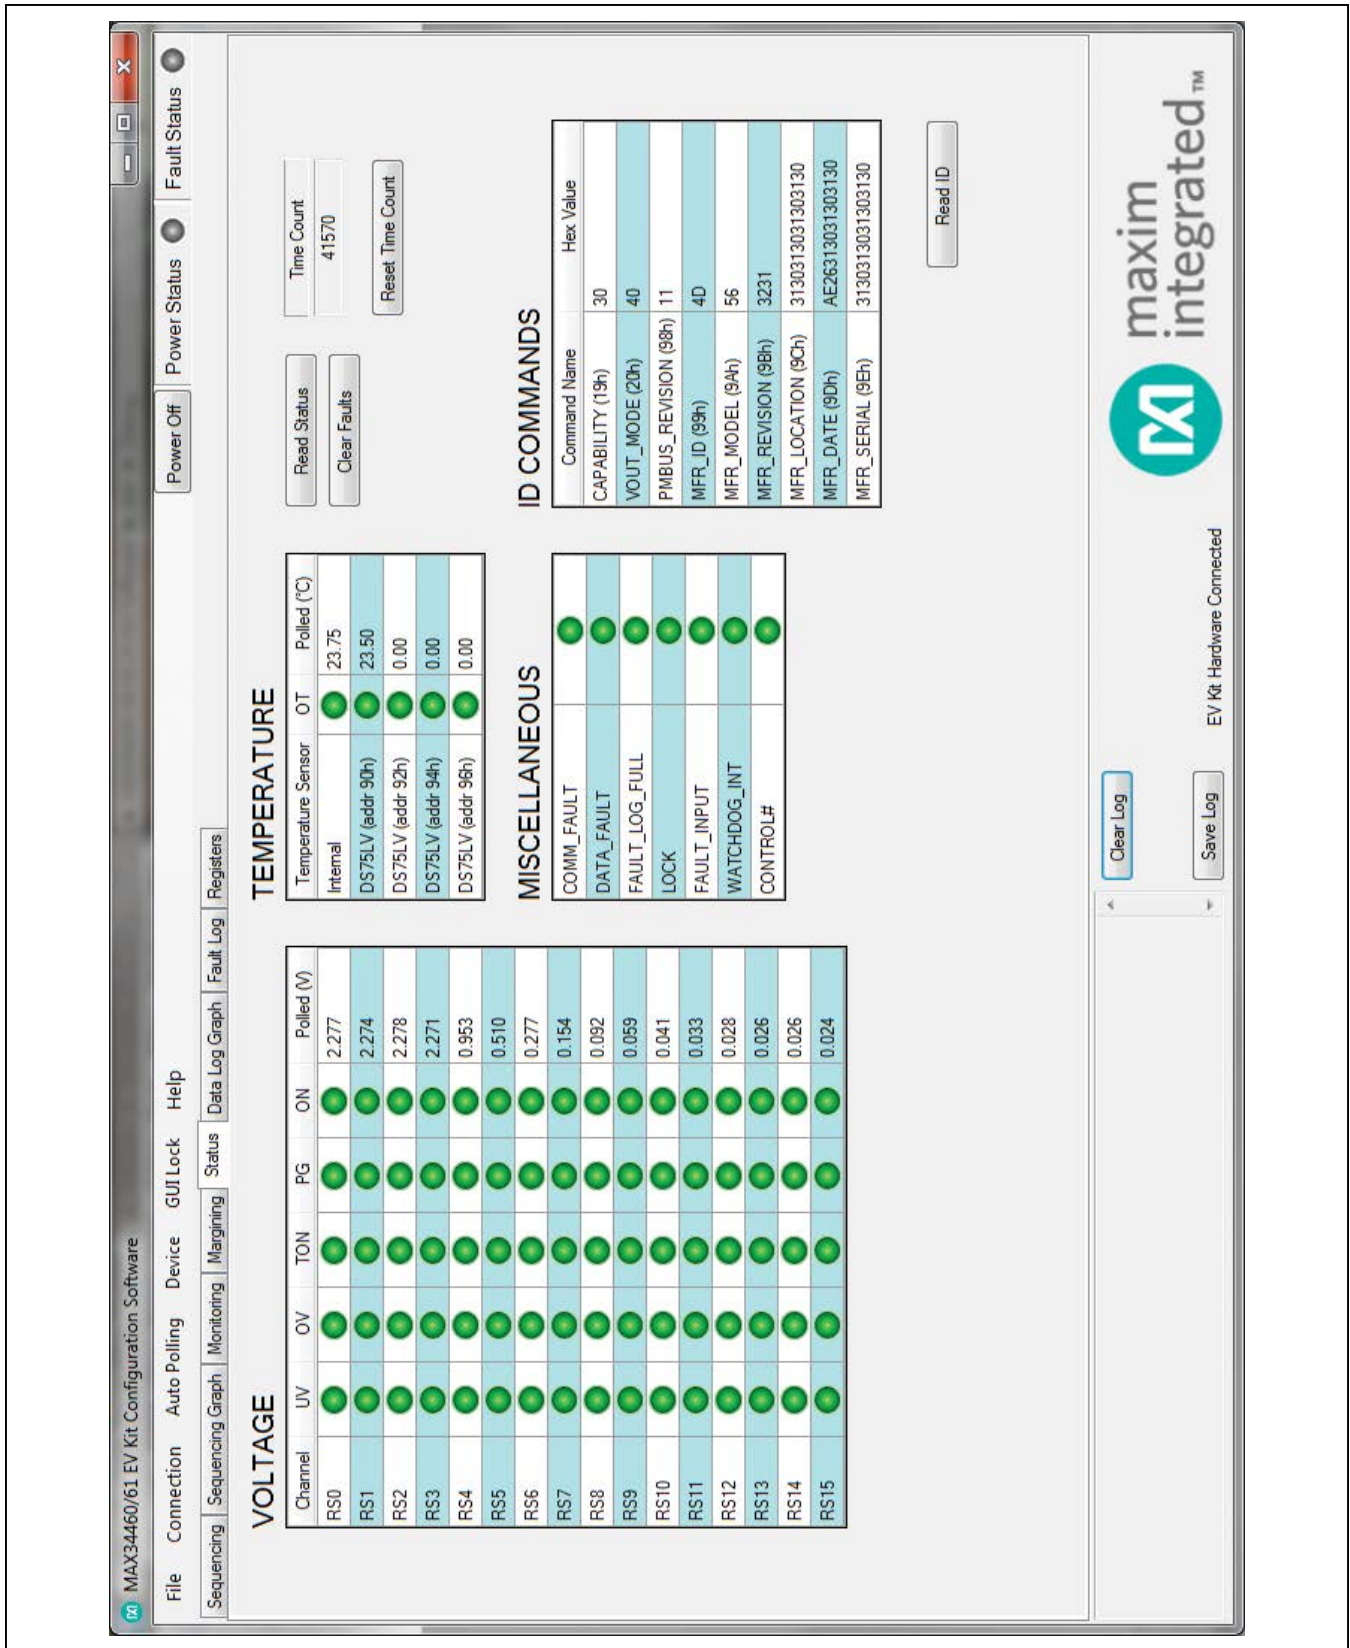 MAX34460/61 EV Kit Configuration Software
File Connection Auto Polling Device GUI Lock Help Power Off Power Status Fault Status
Sequencing Sequencing Graph Monitoring Margining Status Data Log Graph Fault Log Registers
VOLTAGE
Channel UV OV TON PG ON Polled (V)
RS0 2.277
RS1 2.274
RS2 2.278
RS3 2.271
RS4 0.953
RS5 0.510
RS6 0.277
RS7 0.154
RS8 0.092
RS9 0.059
RS10 0.041
RS11 0.033
RS12 0.028
RS13 0.026
RS14 0.026
RS15 0.024
TEMPERATURE
Temperature Sensor OT Polled (°C)
Internal 23.75
DS75LV (addr 90h) 23.50
DS75LV (addr 92h) 0.00
DS75LV (addr 94h) 0.00
DS75LV (addr 96h) 0.00
MISCELLANEOUS
COMM_FAULT
DATA_FAULT
FAULT_LOG_FULL
LOCK
FAULT_INPUT
WATCHDOG_INT
CONTROL#
Read Status
Clear Faults
Time Count
41570
Reset Time Count
ID COMMANDS
Command Name Hex Value
CAPABILITY (19h) 30
VOUT_MODE (20h) 40
PMBUS_REVISION (98h) 11
MFR_ID (99h) 4D
MFR_MODEL (9Ah) 56
MFR_REVISION (9Bh) 3231
MFR_LOCATION (9Ch) 3130313031303130
MFR_DATE (9Dh) AE26313031303130
MFR_SERIAL (9Eh) 3130313031303130
Read ID
Clear Log
Save Log
EV Kit Hardware Connected
maxim
integrated™